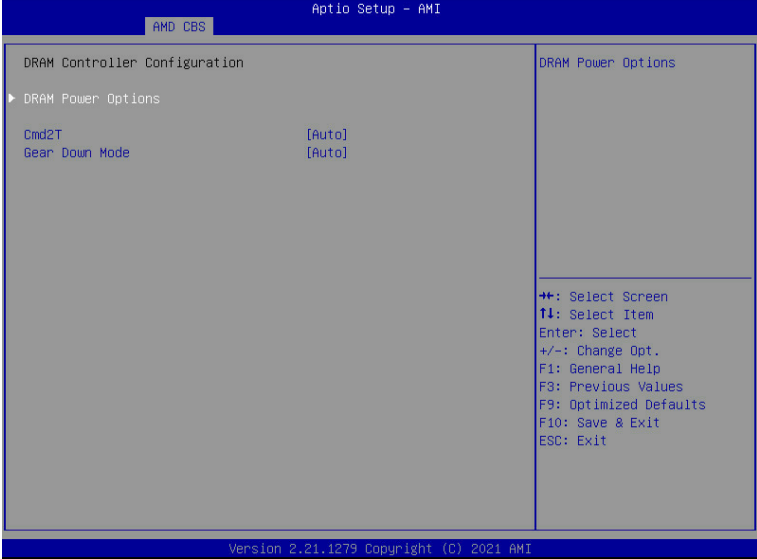 Aptio Setup – AMI
AMD CBS
DRAM Controller Configuration
DRAM Power Options
Cmd2T [Auto]
Gear Down Mode [Auto]
DRAM Power Options
→←: Select Screen
↑↓: Select Item
Enter: Select
+/-: Change Opt.
F1: General Help
F3: Previous Values
F9: Optimized Defaults
F10: Save & Exit
ESC: Exit
Version 2.21.1279 Copyright (C) 2021 AMI